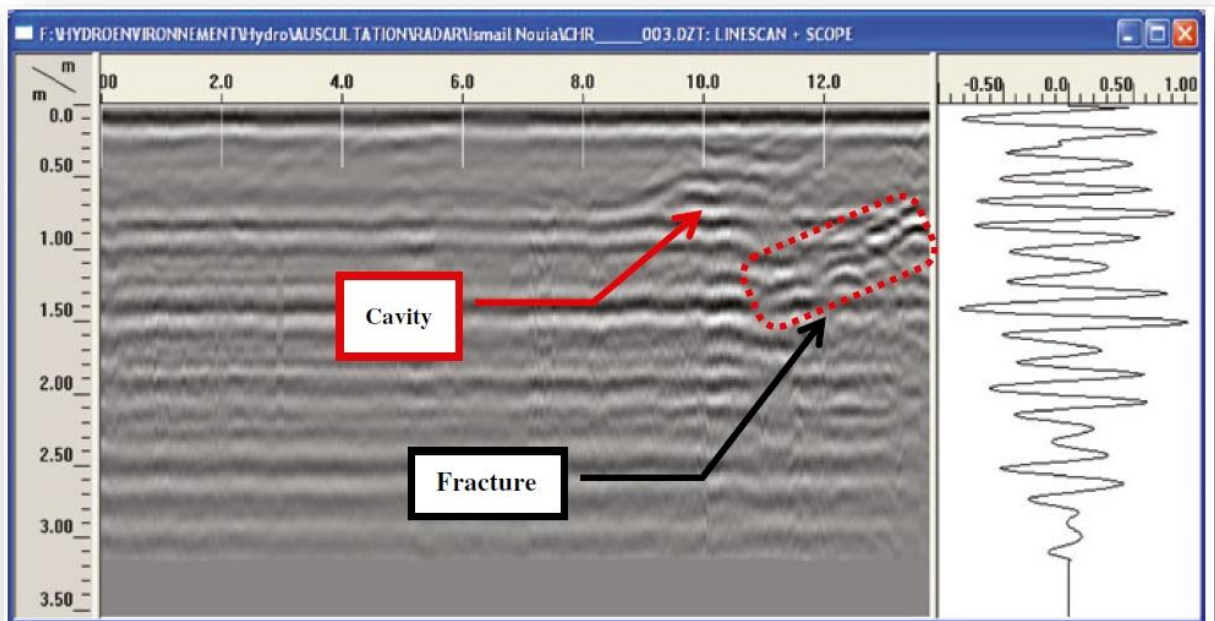 F:\HYDROENVIRONNEMENT\Hydro\AUSCULTATION\RADAR\Ismail Nouia\CHR_____003.DZT: LINESCAN + SCOPE
m
m
00 2.0 4.0 6.0 8.0 10.0 12.0
-0.50 0.0 0.50 1.00
0.0
0.50
1.00
1.50
2.00
2.50
3.00
3.50
Cavity
Fracture